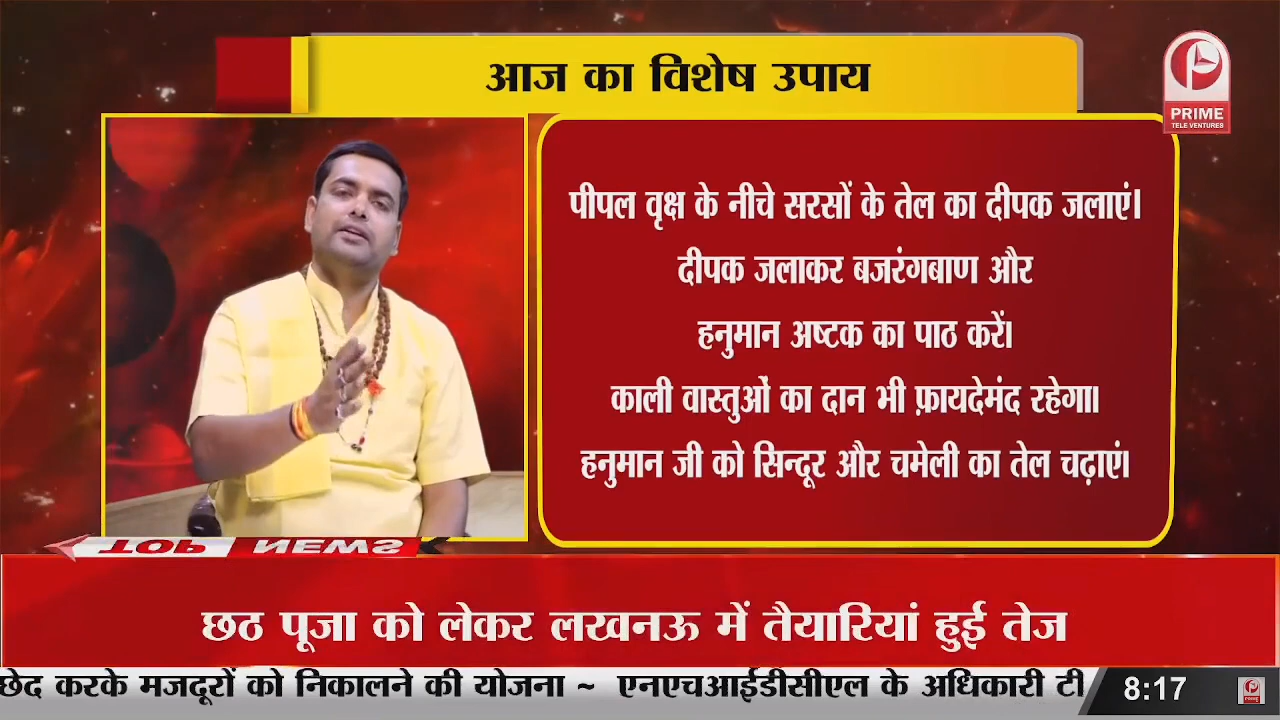 आज का विशेष उपाय
PRIME
TELE VENTURES
पीपल वृक्ष के नीचे सरसों के तेल का दीपक जलाएं।
दीपक जलाकर बजरंगबाण और
हनुमान अष्टक का पाठ करें।
काली वास्तुओं का दान भी फ़ायदेमंद रहेगा।
हनुमान जी को सिन्दूर और चमेली का तेल चढ़ाएं।
TOP NEWS
छठ पूजा को लेकर लखनऊ में तैयारियां हुई तेज
छेद करके मजदूरों को निकालने की योजना ~ एनएचआईडीसीएल के अधिकारी टी
8:17